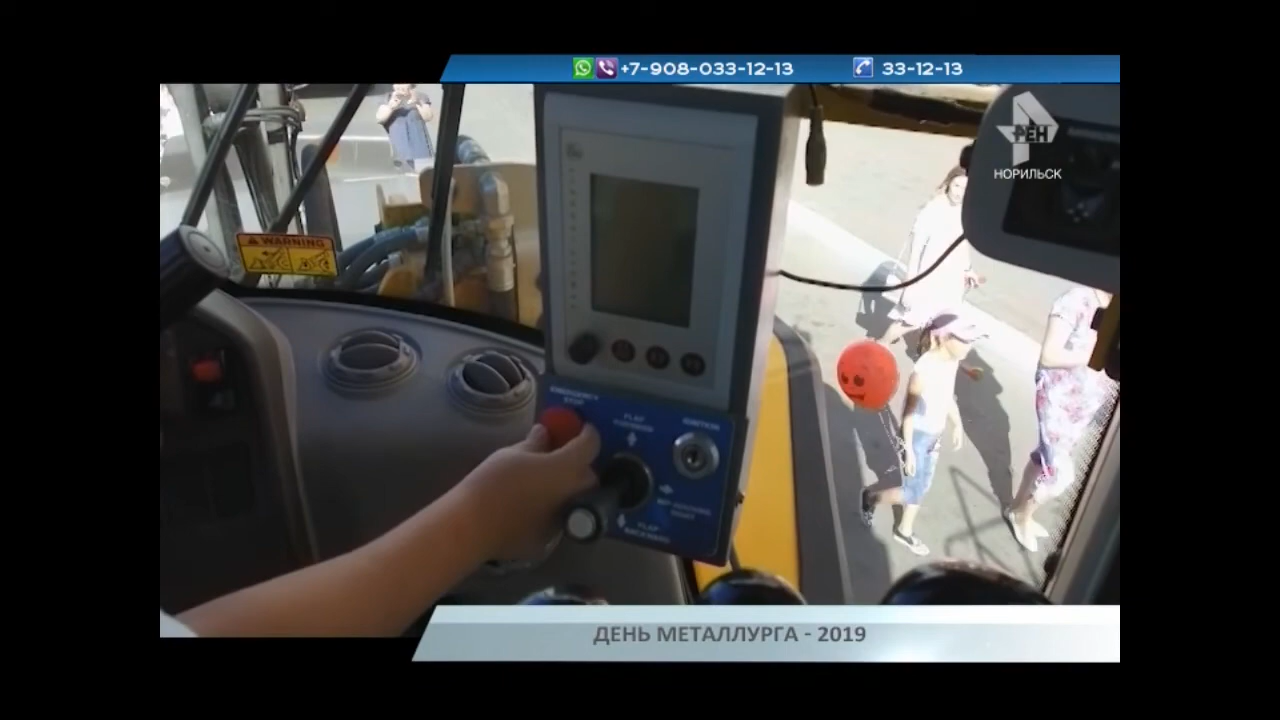 +7-908-033-12-13 33-12-13
РЕН
НОРИЛЬСК
WARNING
EMERGENCY
STOP
FLAP
IGNITION
FLAP
BACKWARD
ДЕНЬ МЕТАЛЛУРГА - 2019